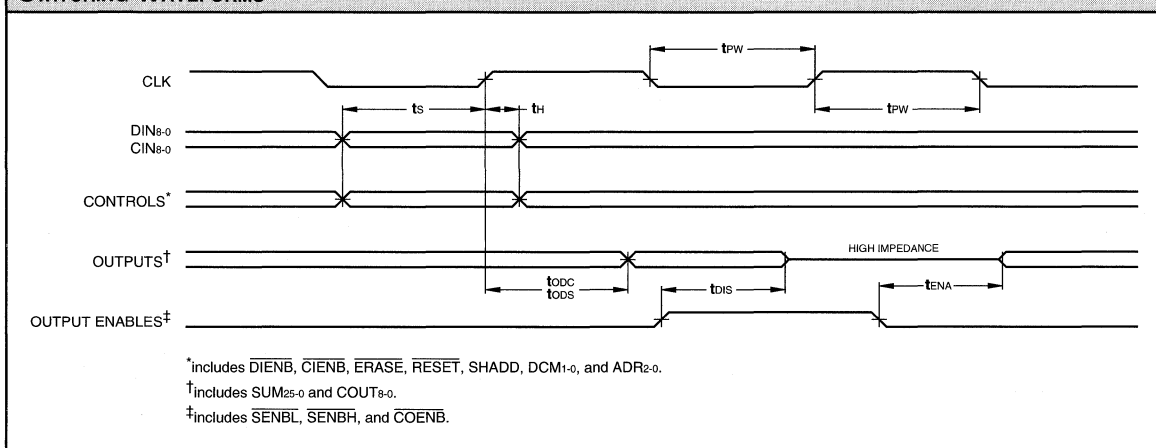 SWITCHING WAVEFORMS
CLK
tPW
tPW
tS
tH
DIN8-0
CIN8-0
CONTROLS*
OUTPUTS†
HIGH IMPEDANCE
tODC
tODS
tDIS
tENA
OUTPUT ENABLES‡
*includes DIENB, CIENB, ERASE, RESET, SHADD, DCM1-0, and ADR2-0.
†includes SUM25-0 and COUT8-0.
‡includes SENBL, SENBH, and COENB.